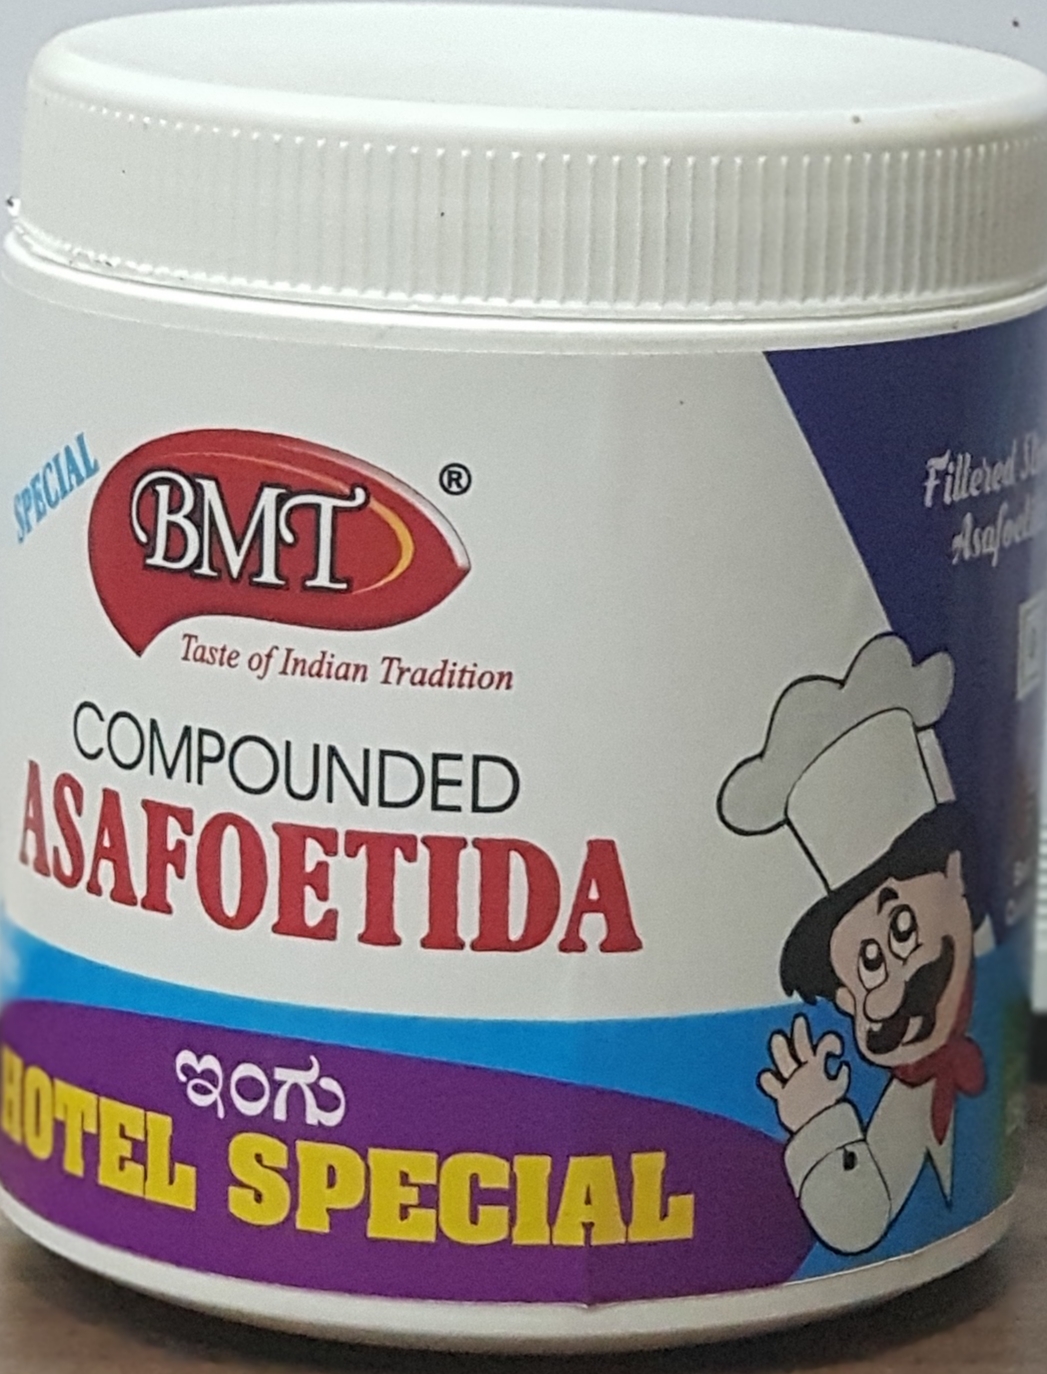 SPECIAL
BMT®
Taste of Indian Tradition
COMPOUNDED
ASAFOETIDA
ಇಂಗು
HOTEL SPECIAL
Filtered